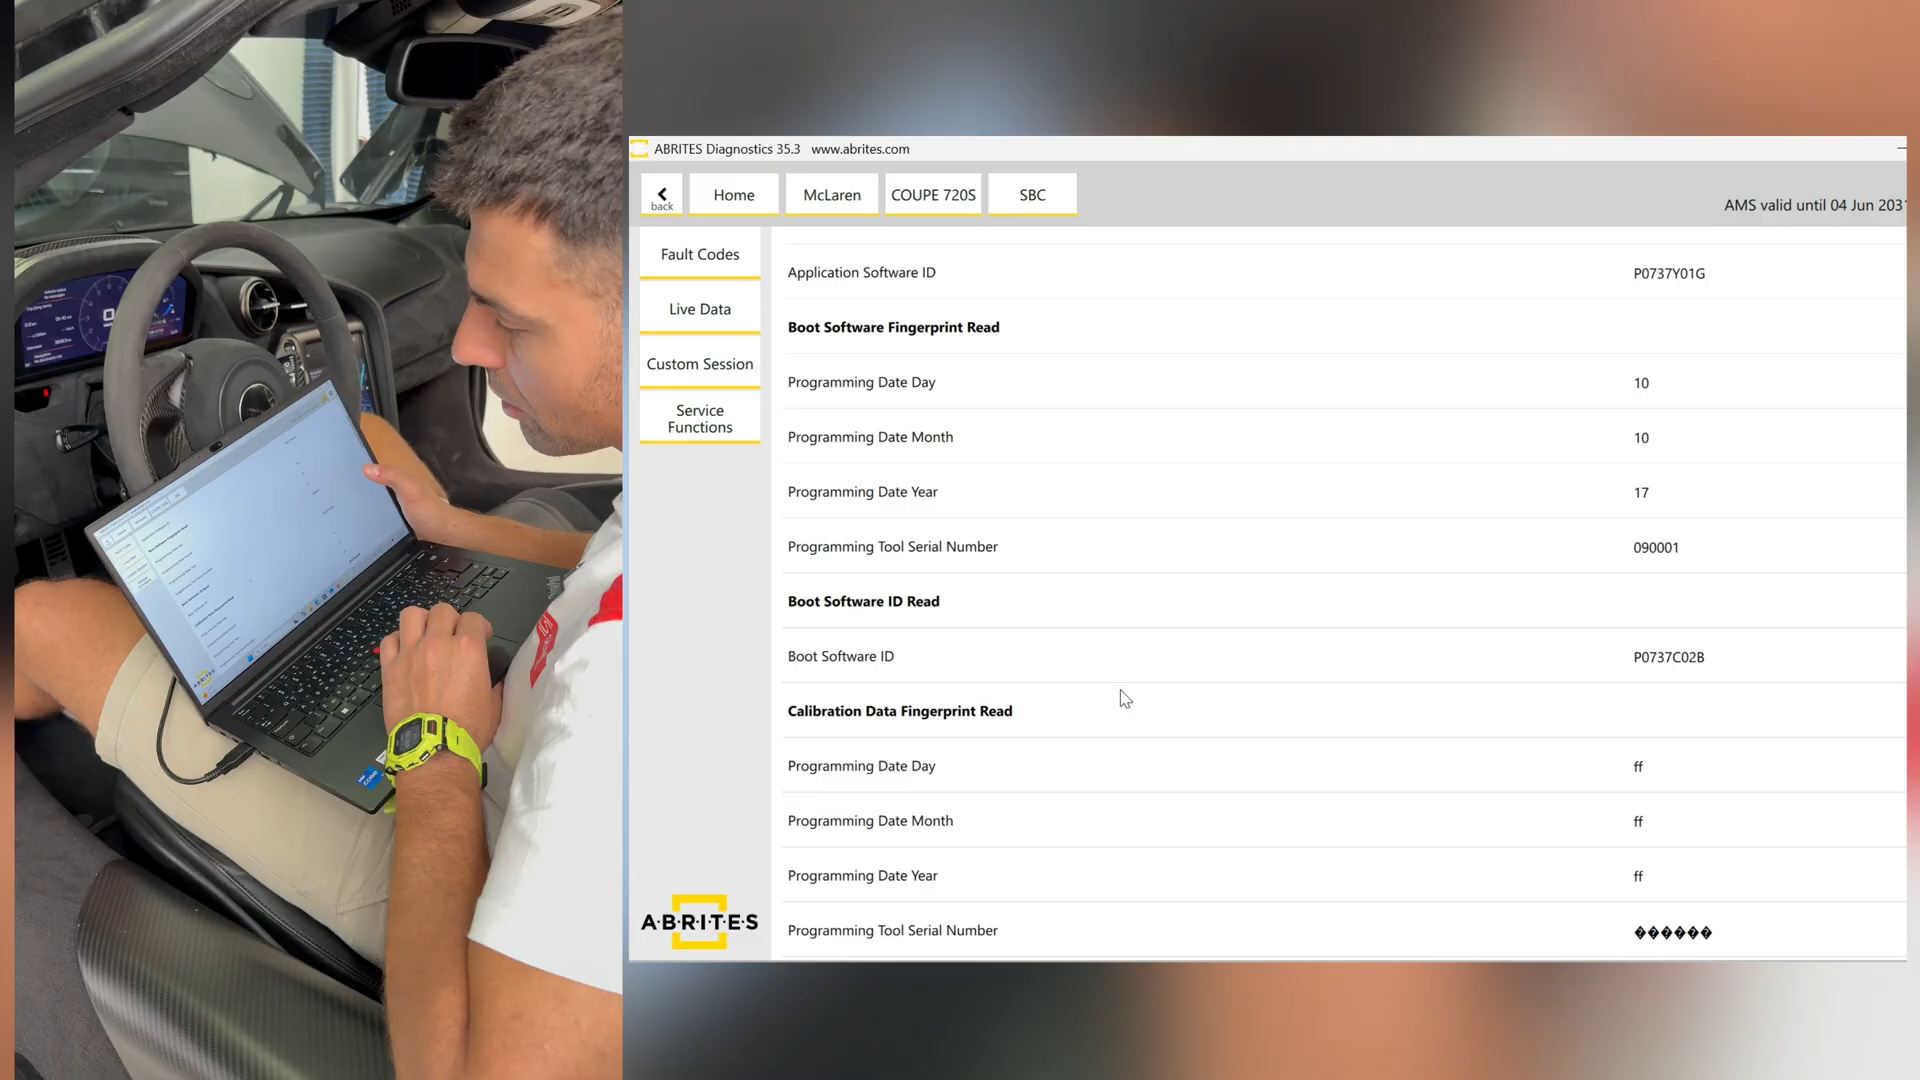 ABRITES Diagnostics 35.3 www.abrites.com
back
Home
McLaren
COUPE 720S
SBC
AMS valid until 04 Jun 203
Fault Codes
Live Data
Custom Session
Service
Functions
Application Software ID
P0737Y01G
Boot Software Fingerprint Read
Programming Date Day
10
Programming Date Month
10
Programming Date Year
17
Programming Tool Serial Number
090001
Boot Software ID Read
Boot Software ID
P0737C02B
Calibration Data Fingerprint Read
Programming Date Day
ff
Programming Date Month
ff
Programming Date Year
ff
Programming Tool Serial Number
������
A·B·R·I·T·E·S